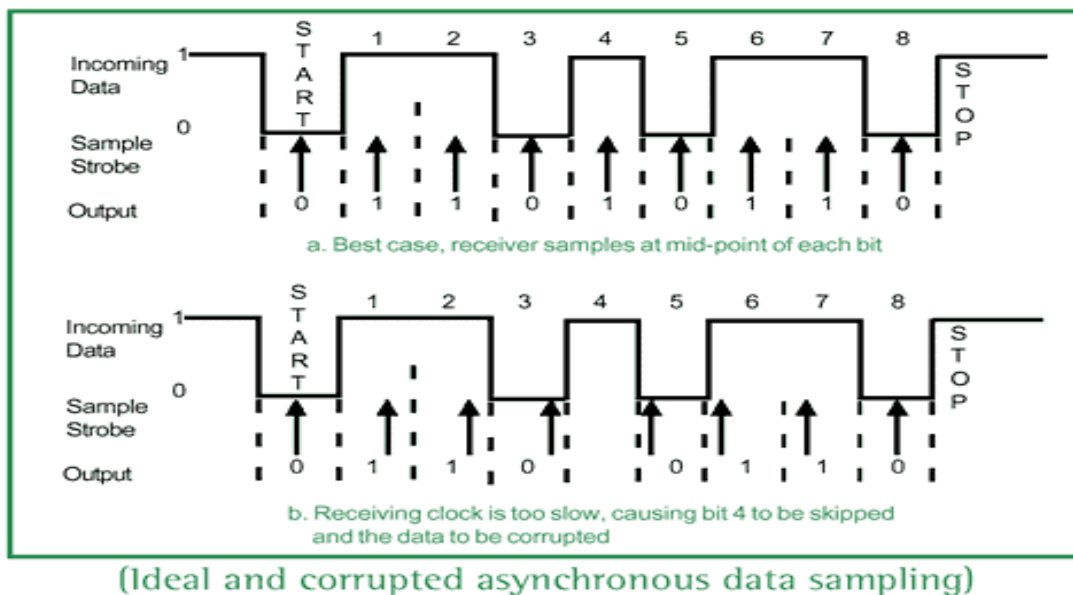 1 2 3 4 5 6 7 8
START
STOP
Incoming Data
1
0
Sample Strobe
Output
0 1 1 0 1 0 1 1 0
a. Best case, receiver samples at mid-point of each bit
1 2 3 4 5 6 7 8
START
STOP
Incoming Data
1
0
Sample Strobe
Output
0 1 1 0 0 1 1 0
b. Receiving clock is too slow, causing bit 4 to be skipped
and the data to be corrupted
(Ideal and corrupted asynchronous data sampling)